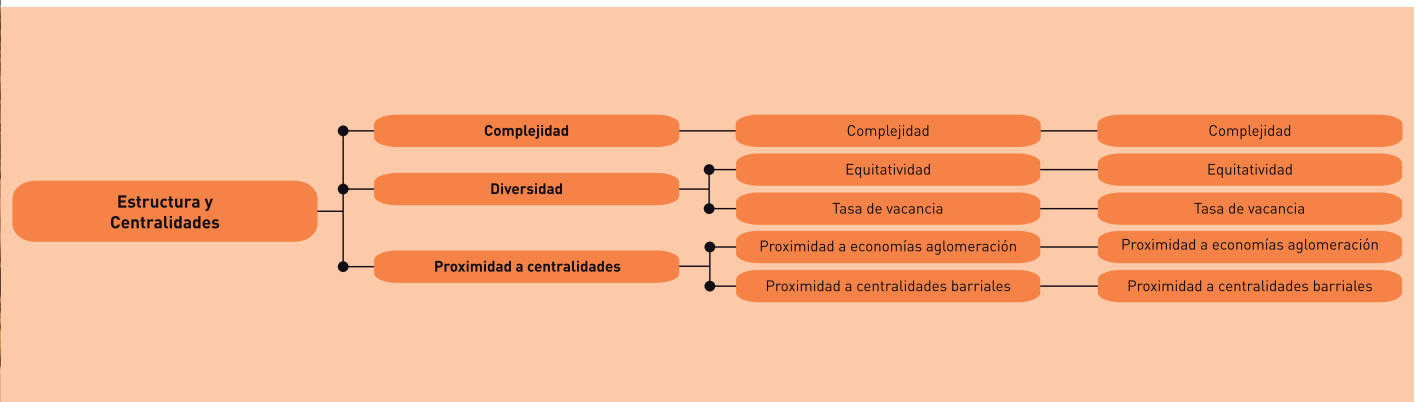 Estructura y
Centralidades
Complejidad
Complejidad
Complejidad
Diversidad
Equitatividad
Equitatividad
Tasa de vacancia
Tasa de vacancia
Proximidad a centralidades
Proximidad a economías aglomeración
Proximidad a economías aglomeración
Proximidad a centralidades barriales
Proximidad a centralidades barriales